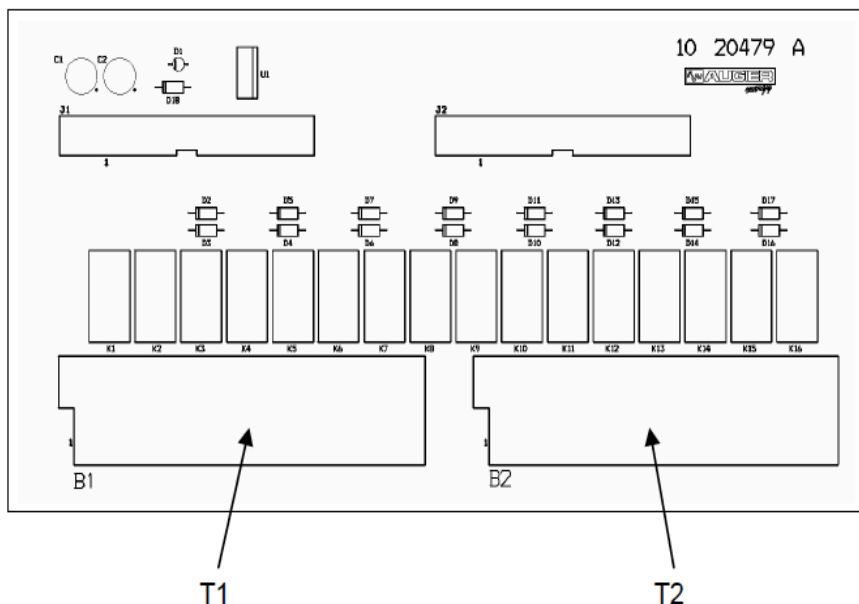 10 20479 A
C1 C2 D1 U1
D18
AUGER
J1 J2
1 1
D2 D5 D7 D9 D11 D13 D15 D17
D3 D4 D6 D8 D10 D12 D14 D16
K1 K2 K3 K4 K5 K6 K7 K8 K9 K10 K11 K12 K13 K14 K15 K16
1 1
B1 B2
T1 T2